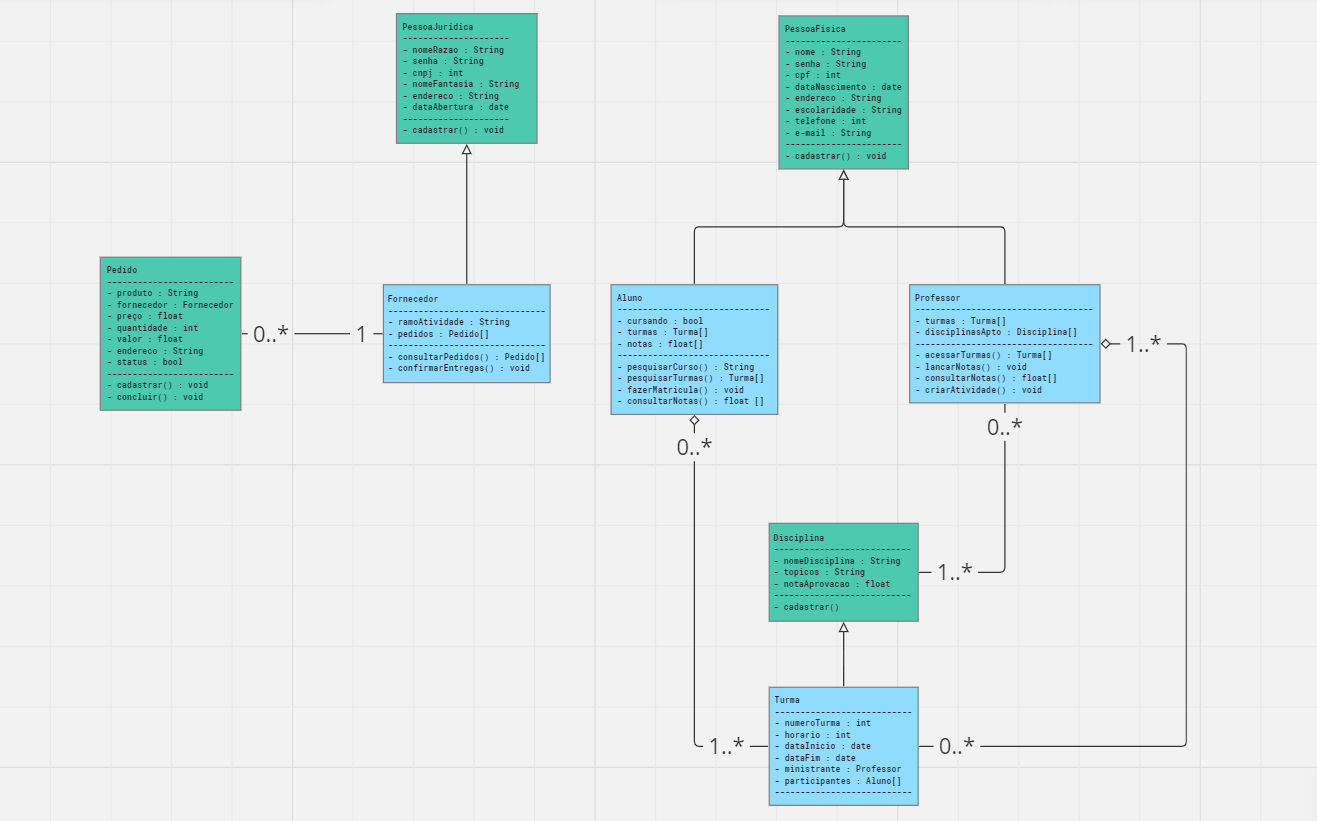 PessoaJuridica
---------------------
- nomeRazao : String
- senha : String
- cnpj : int
- nomeFantasia : String
- endereco : String
- dataAbertura : date
---------------------
- cadastrar() : void
PessoaFisica
-----------------------
- nome : String
- senha : String
- cpf : int
- dataNascimento : date
- endereco : String
- escolaridade : String
- telefone : int
- e-mail : String
-----------------------
- cadastrar() : void
Pedido
-------------------------
- produto : String
- fornecedor : Fornecedor
- preço : float
- quantidade : int
- valor : float
- endereco : String
- status : bool
-------------------------
- cadastrar() : void
- concluir() : void
0..*
1
Fornecedor
-------------------------------
- ramoAtividade : String
- pedidos : Pedido[]
-------------------------------
- consultarPedidos() : Pedido[]
- confirmarEntregas() : void
Aluno
----------------------------
- cursando : bool
- turmas : Turma[]
- notas : float[]
----------------------------
- pesquisarCurso() : String
- pesquisarTurmas() : Turma[]
- fazerMatricula() : void
- consultarNotas() : float []
Professor
-----------------------------------
- turmas : Turma[]
- disciplinasApto : Disciplina[]
-----------------------------------
- acessarTurmas() : Turma[]
- lancarNotas() : void
- consultarNotas() : float[]
- criarAtividade() : void
1..*
0..*
0..*
Disciplina
---------------------------
- nomeDisciplina : String
- topicos : String
- notaAprovacao : float
---------------------------
- cadastrar()
1..*
Turma
---------------------------
- numeroTurma : int
- horario : int
- dataInicio : date
- dataFim : date
- ministrante : Professor
- participantes : Aluno[]
---------------------------
1..*
0..*